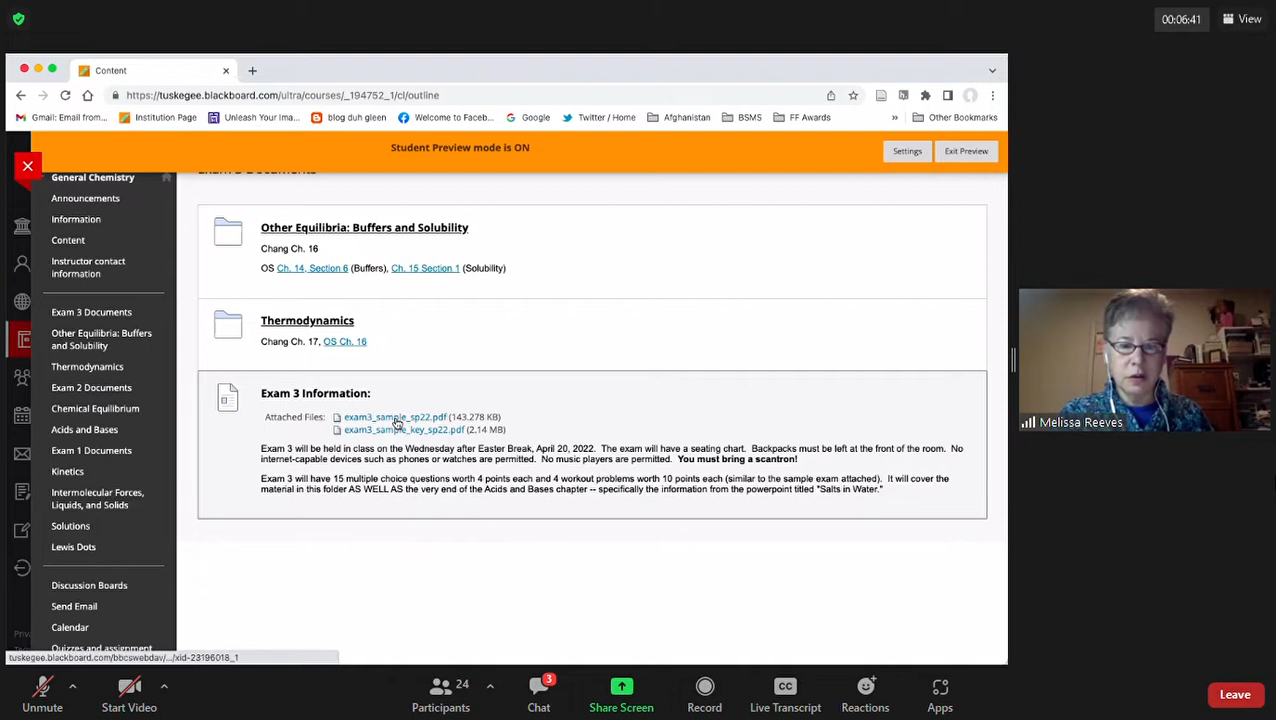 00:06:41 View
Content
https://tuskegee.blackboard.com/ultra/courses/_194752_1/cl/outline
Gmail: Email from... Institution Page Unleash Your Ima... blog duh gleen Welcome to Faceb... Google Twitter / Home Afghanistan BSMS FF Awards » Other Bookmarks
Student Preview mode is ON
Settings Exit Preview
General Chemistry
Announcements
Information
Content
Instructor contact
information
Exam 3 Documents
Other Equilibria: Buffers
and Solubility
Thermodynamics
Exam 2 Documents
Chemical Equilibrium
Acids and Bases
Exam 1 Documents
Kinetics
Intermolecular Forces,
Liquids, and Solids
Solutions
Lewis Dots
Discussion Boards
Send Email
Calendar
Quizzes and assignment
Other Equilibria: Buffers and Solubility
Chang Ch. 16
OS Ch. 14, Section 6 (Buffers), Ch. 15 Section 1 (Solubility)
Thermodynamics
Chang Ch. 17, OS Ch. 16
Exam 3 Information:
Attached Files: exam3_sample_sp22.pdf (143.278 KB)
exam3_sample_key_sp22.pdf (2.14 MB)
Exam 3 will be held in class on the Wednesday after Easter Break, April 20, 2022. The exam will have a seating chart. Backpacks must be left at the front of the room. No
internet-capable devices such as phones or watches are permitted. No music players are permitted. You must bring a scantron!
Exam 3 will have 15 multiple choice questions worth 4 points each and 4 workout problems worth 10 points each (similar to the sample exam attached). It will cover the
material in this folder AS WELL AS the very end of the Acids and Bases chapter -- specifically the information from the powerpoint titled "Salts in Water."
tuskegee.blackboard.com/bbcswebdav/.../xid-23196018_1
Melissa Reeves
24
3
Unmute Start Video Participants Chat Share Screen Record Live Transcript Reactions Apps Leave
CC